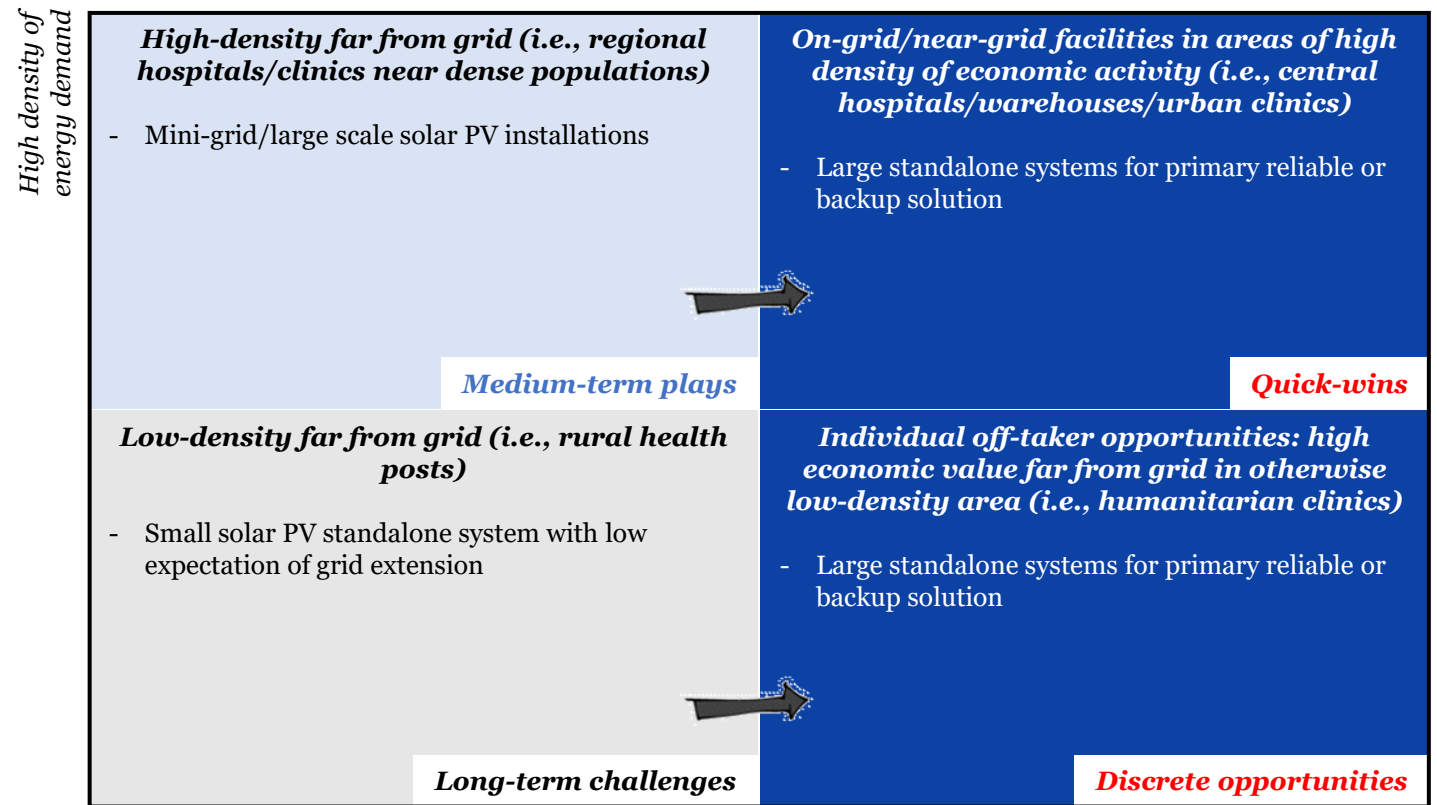 High density of
energy demand
High-density far from grid (i.e., regional
hospitals/clinics near dense populations)
- Mini-grid/large scale solar PV installations
Medium-term plays
On-grid/near-grid facilities in areas of high
density of economic activity (i.e., central
hospitals/warehouses/urban clinics)
- Large standalone systems for primary reliable or
backup solution
Quick-wins
Low-density far from grid (i.e., rural health
posts)
- Small solar PV standalone system with low
expectation of grid extension
Long-term challenges
Individual off-taker opportunities: high
economic value far from grid in otherwise
low-density area (i.e., humanitarian clinics)
- Large standalone systems for primary reliable or
backup solution
Discrete opportunities